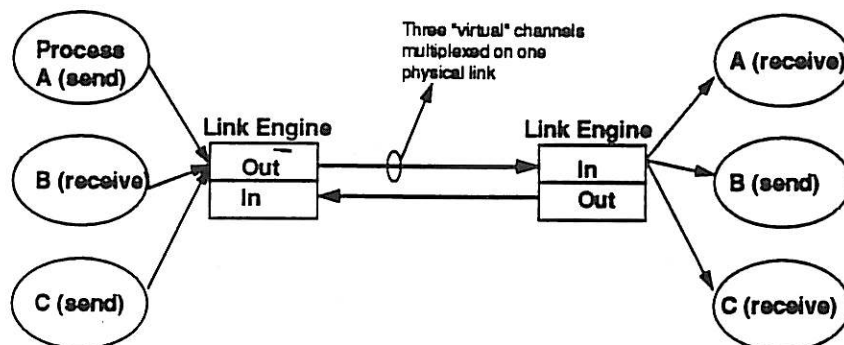 Three "virtual" channels
multiplexed on one
physical link
Process
A (send)
A (receive)
Link Engine
Link Engine
Out
In
B (receive)
B (send)
In
Out
C (send)
C (receive)